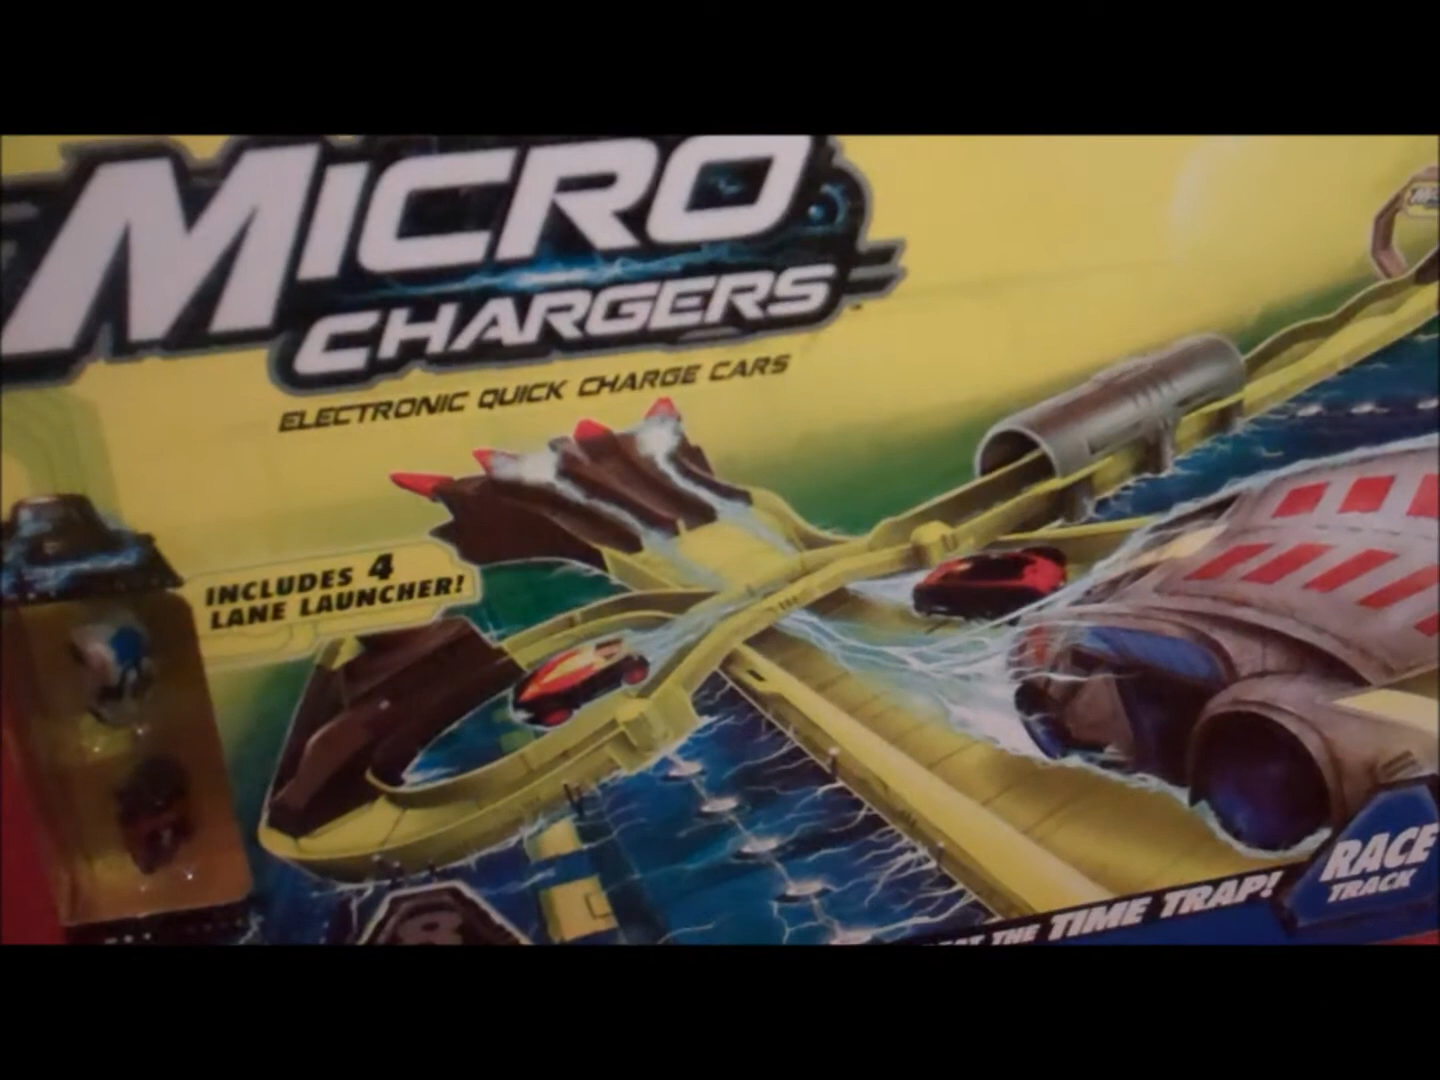 MICRO
CHARGERS
ELECTRONIC QUICK CHARGE CARS
INCLUDES 4
LANE LAUNCHER!
THE TIME TRAP!
RACE
TRACK